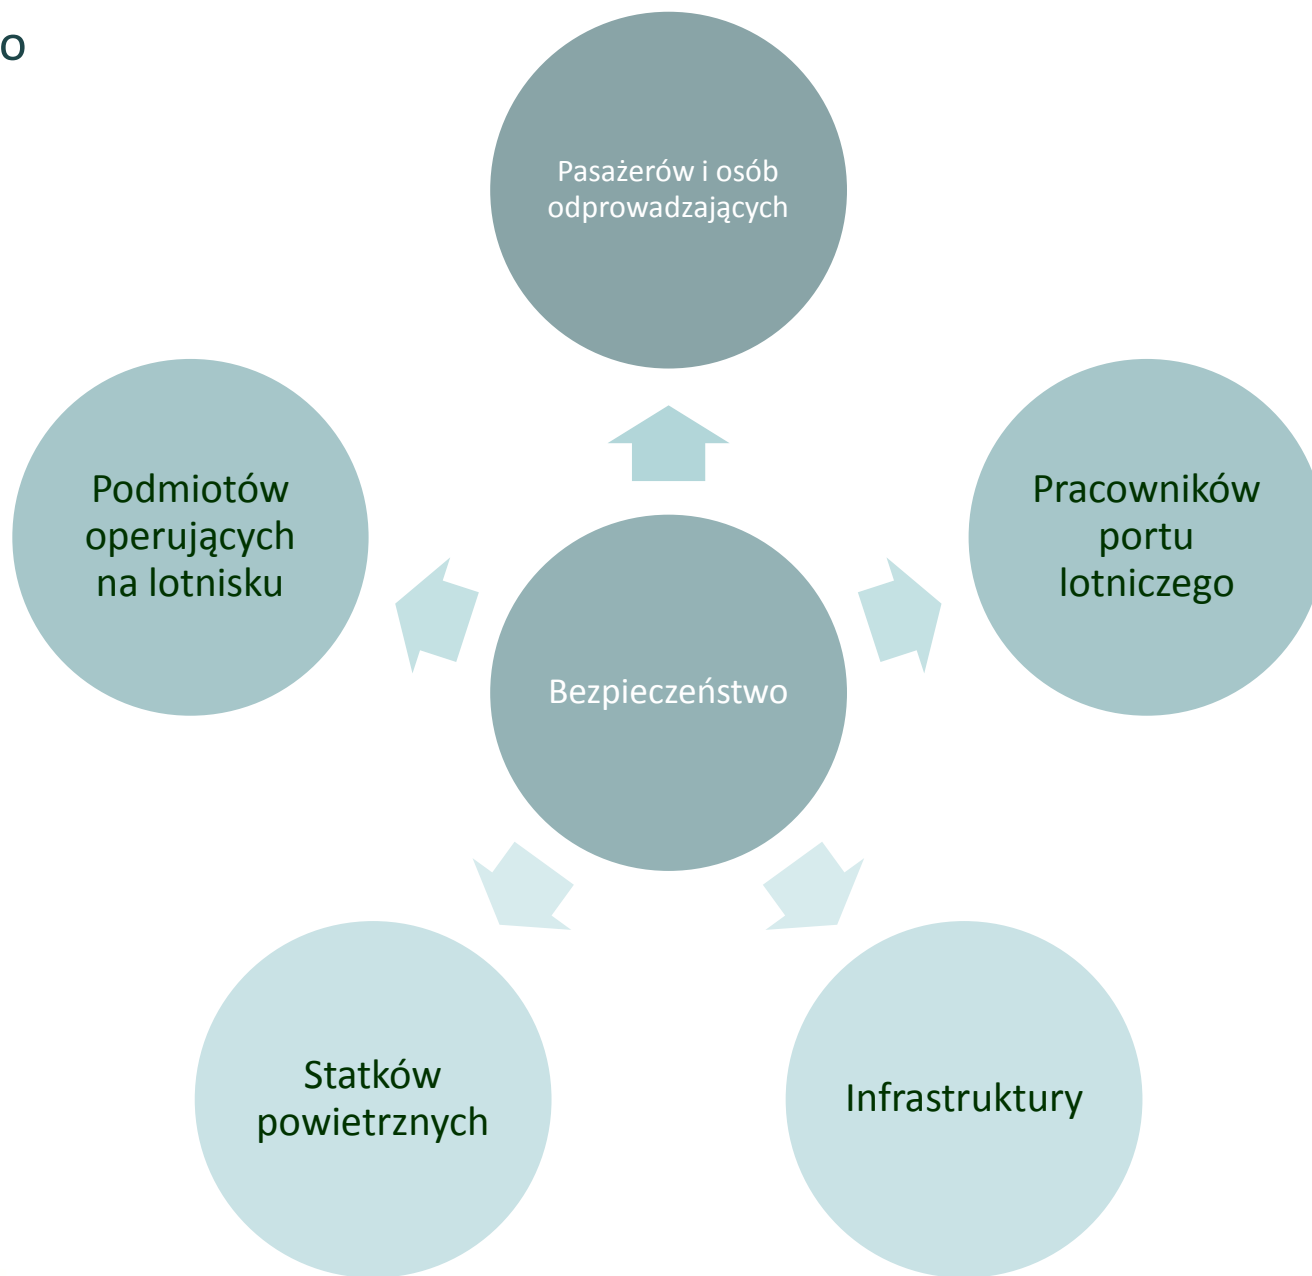 o
Pasażerów i osób
odprowadzających
Podmiotów
operujących
na lotnisku
Pracowników
portu
lotniczego
Bezpieczeństwo
Statków
powietrznych
Infrastruktury